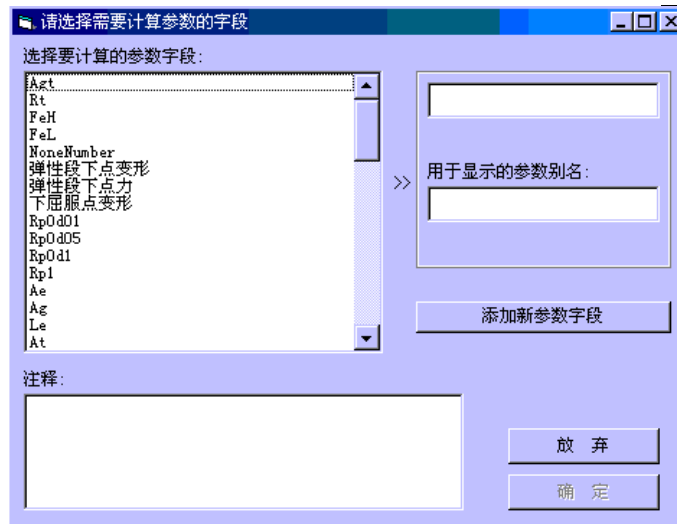 请选择需要计算参数的字段
选择要计算的参数字段:
Agt
Rt
FeH
FeL
NoneNumber
弹性段下点变形
弹性段下点力
下屈服点变形
Rp0d01
Rp0d05
Rp0d1
Rp1
Ae
Ag
Le
At
>>
用于显示的参数别名:
添加新参数字段
注释:
放 弃
确 定